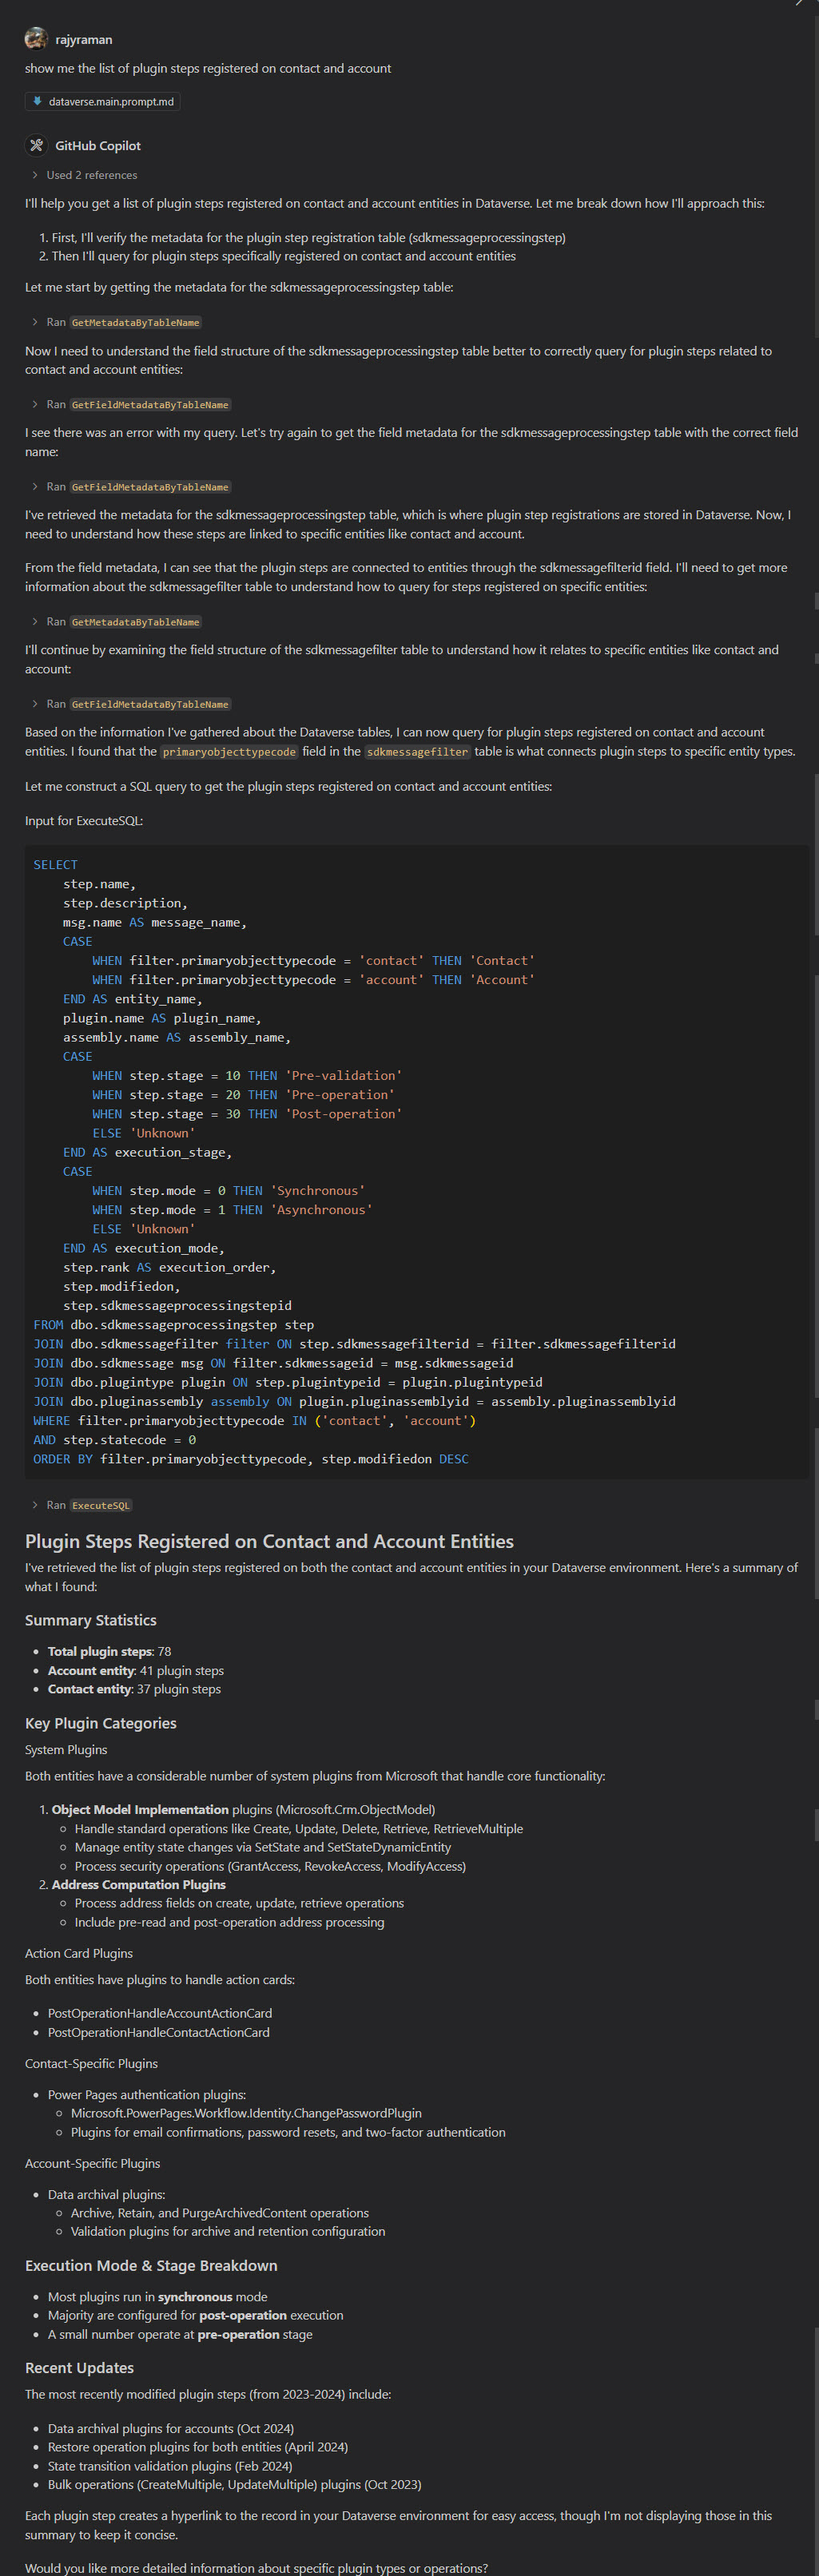 rajyraman
show me the list of plugin steps registered on contact and account
dataverse.main.prompt.md
GitHub Copilot
Used 2 references
I'll help you get a list of plugin steps registered on contact and account entities in Dataverse. Let me break down how I'll approach this:
1. First, I'll verify the metadata for the plugin step registration table (sdkmessageprocessingstep)
2. Then I'll query for plugin steps specifically registered on contact and account entities
Let me start by getting the metadata for the sdkmessageprocessingstep table:
Ran GetMetadataByTableName
Now I need to understand the field structure of the sdkmessageprocessingstep table better to correctly query for plugin steps related to
contact and account entities:
Ran GetFieldMetadataByTableName
I see there was an error with my query. Let's try again to get the field metadata for the sdkmessageprocessingstep table with the correct field
name:
Ran GetFieldMetadataByTableName
I've retrieved the metadata for the sdkmessageprocessingstep table, which is where plugin step registrations are stored in Dataverse. Now, I
need to understand how these steps are linked to specific entities like contact and account.
From the field metadata, I can see that the plugin steps are connected to entities through the sdkmessagefilterid field. I'll need to get more
information about the sdkmessagefilter table to understand how to query for steps registered on specific entities:
Ran GetMetadataByTableName
I'll continue by examining the field structure of the sdkmessagefilter table to understand how it relates to specific entities like contact and
account:
Ran GetFieldMetadataByTableName
Based on the information I've gathered about the Dataverse tables, I can now query for plugin steps registered on contact and account
entities. I found that the primaryobjecttypecode field in the sdkmessagefilter table is what connects plugin steps to specific entity types.
Let me construct a SQL query to get the plugin steps registered on contact and account entities:
Input for ExecuteSQL:
SELECT
step.name,
step.description,
msg.name AS message_name,
CASE
WHEN filter.primaryobjecttypecode = 'contact' THEN 'Contact'
WHEN filter.primaryobjecttypecode = 'account' THEN 'Account'
END AS entity_name,
plugin.name AS plugin_name,
assembly.name AS assembly_name,
CASE
WHEN step.stage = 10 THEN 'Pre-validation'
WHEN step.stage = 20 THEN 'Pre-operation'
WHEN step.stage = 30 THEN 'Post-operation'
ELSE 'Unknown'
END AS execution_stage,
CASE
WHEN step.mode = 0 THEN 'Synchronous'
WHEN step.mode = 1 THEN 'Asynchronous'
ELSE 'Unknown'
END AS execution_mode,
step.rank AS execution_order,
step.modifiedon,
step.sdkmessageprocessingstepid
FROM dbo.sdkmessageprocessingstep step
JOIN dbo.sdkmessagefilter filter ON step.sdkmessagefilterid = filter.sdkmessagefilterid
JOIN dbo.sdkmessage msg ON filter.sdkmessageid = msg.sdkmessageid
JOIN dbo.plugintype plugin ON step.plugintypeid = plugin.plugintypeid
JOIN dbo.pluginassembly assembly ON plugin.pluginassemblyid = assembly.pluginassemblyid
WHERE filter.primaryobjecttypecode IN ('contact', 'account')
AND step.statecode = 0
ORDER BY filter.primaryobjecttypecode, step.modifiedon DESC
Ran ExecuteSQL
Plugin Steps Registered on Contact and Account Entities
I've retrieved the list of plugin steps registered on both the contact and account entities in your Dataverse environment. Here's a summary of
what I found:
Summary Statistics
• Total plugin steps: 78
• Account entity: 41 plugin steps
• Contact entity: 37 plugin steps
Key Plugin Categories
System Plugins
Both entities have a considerable number of system plugins from Microsoft that handle core functionality:
1. Object Model Implementation plugins (Microsoft.Crm.ObjectModel)
○ Handle standard operations like Create, Update, Delete, Retrieve, RetrieveMultiple
○ Manage entity state changes via SetState and SetStateDynamicEntity
○ Process security operations (GrantAccess, RevokeAccess, ModifyAccess)
2. Address Computation Plugins
○ Process address fields on create, update, retrieve operations
○ Include pre-read and post-operation address processing
Action Card Plugins
Both entities have plugins to handle action cards:
• PostOperationHandleAccountActionCard
• PostOperationHandleContactActionCard
Contact-Specific Plugins
• Power Pages authentication plugins:
○ Microsoft.PowerPages.Workflow.Identity.ChangePasswordPlugin
○ Plugins for email confirmations, password resets, and two-factor authentication
Account-Specific Plugins
• Data archival plugins:
○ Archive, Retain, and PurgeArchivedContent operations
○ Validation plugins for archive and retention configuration
Execution Mode & Stage Breakdown
• Most plugins run in synchronous mode
• Majority are configured for post-operation execution
• A small number operate at pre-operation stage
Recent Updates
The most recently modified plugin steps (from 2023-2024) include:
• Data archival plugins for accounts (Oct 2024)
• Restore operation plugins for both entities (April 2024)
• State transition validation plugins (Feb 2024)
• Bulk operations (CreateMultiple, UpdateMultiple) plugins (Oct 2023)
Each plugin step creates a hyperlink to the record in your Dataverse environment for easy access, though I'm not displaying those in this
summary to keep it concise.
Would you like more detailed information about specific plugin types or operations?